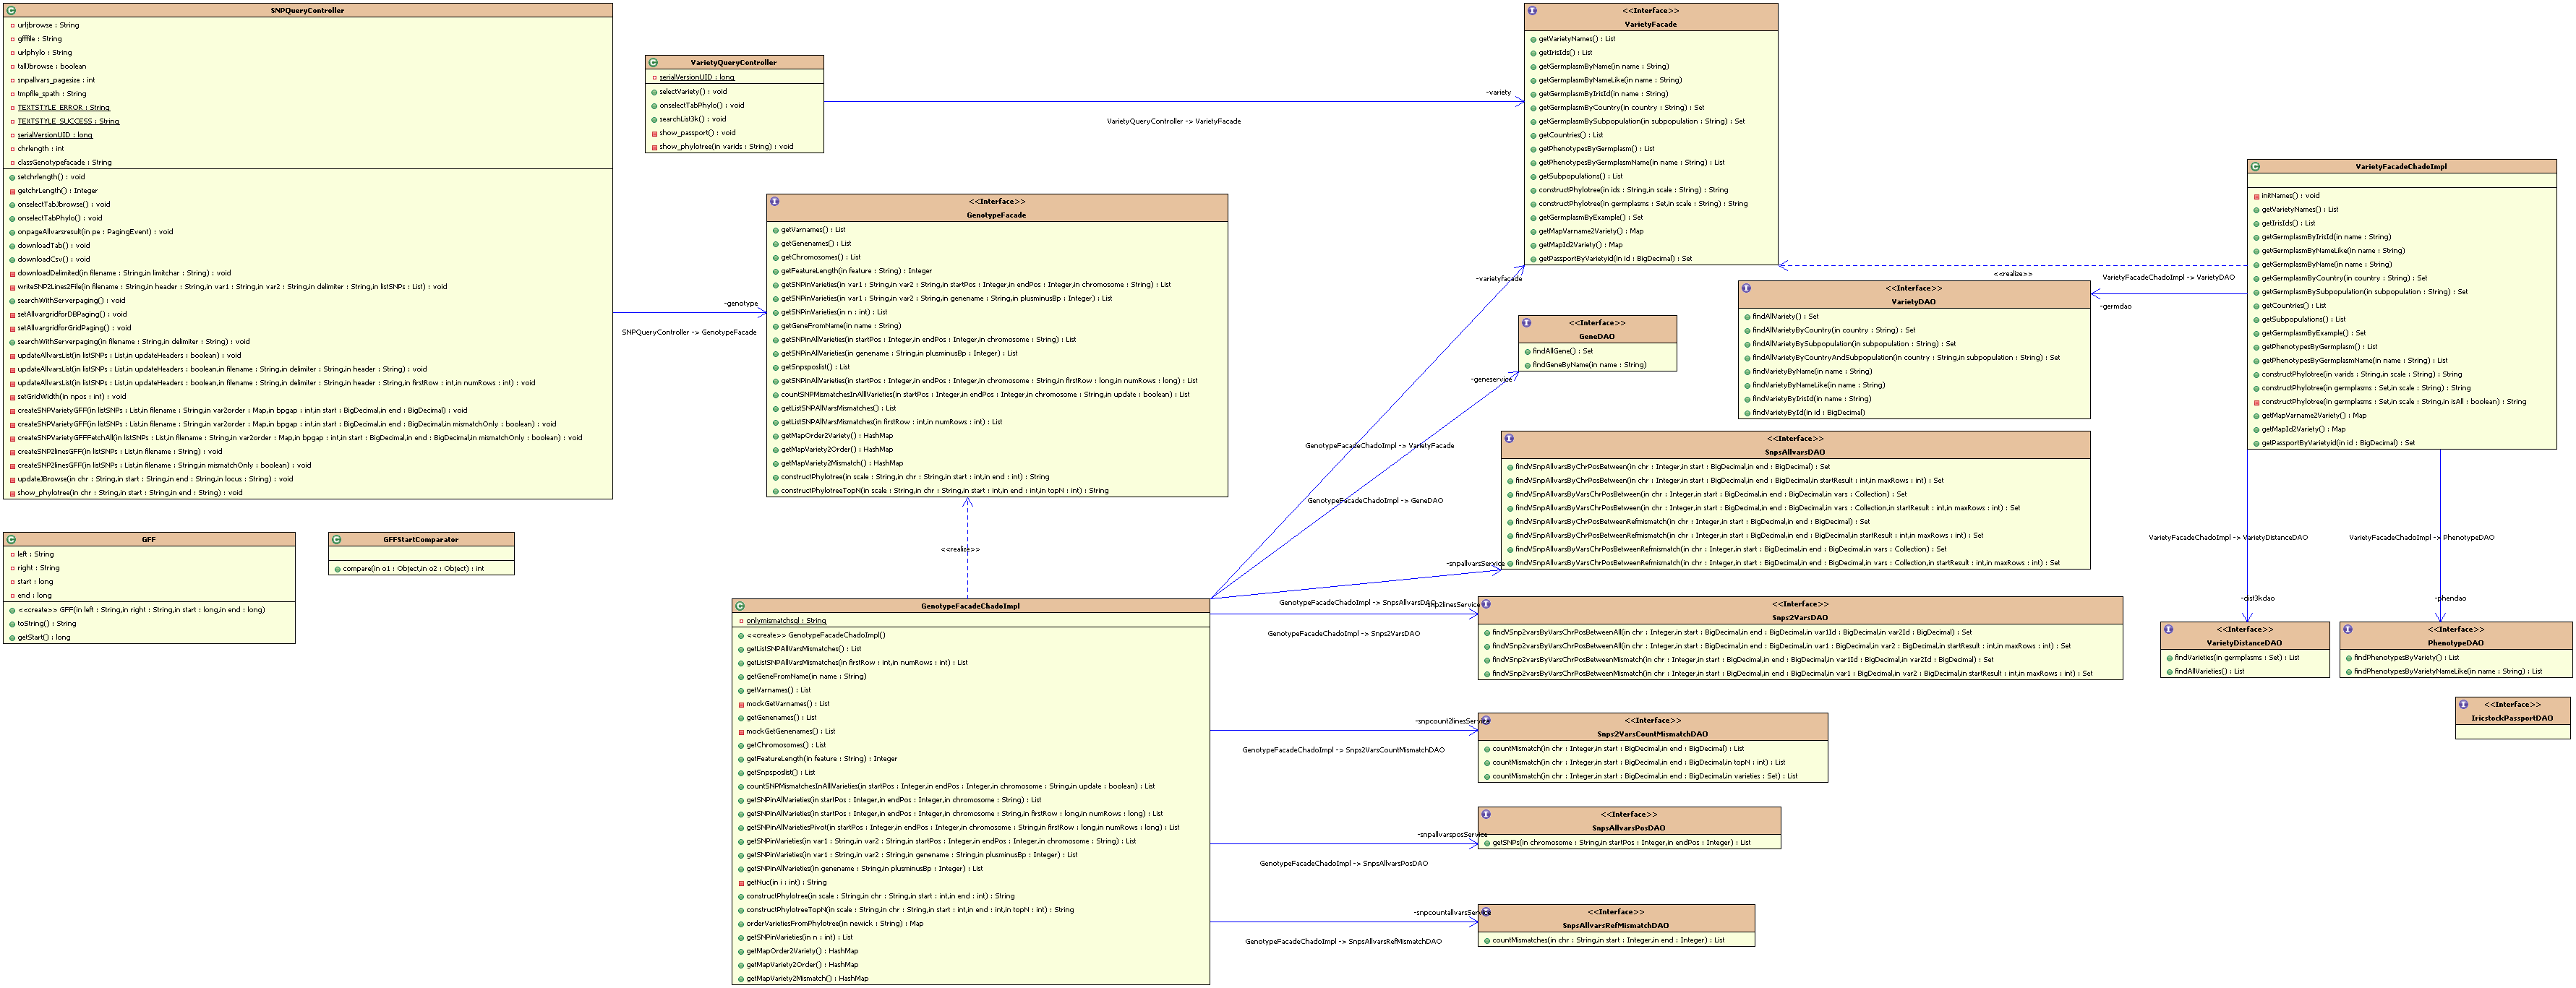 SNPQueryController
urljbrowse : String
gfffile : String
urlphylo : String
tallJbrowse : boolean
snpallvars_pagesize : int
tmpfile_spath : String
TEXTSTYLE_ERROR : String
TEXTSTYLE_SUCCESS : String
serialVersionUID : long
chrlength : int
classGenotypefacade : String
setchrlength() : void
getchrLength() : Integer
onselectTabJbrowse() : void
onselectTabPhylo() : void
onpageAllvarsresult(in pe : PagingEvent) : void
downloadTab() : void
downloadCsv() : void
downloadDelimited(in filename : String,in limitchar : String) : void
writeSNP2Lines2File(in filename : String,in header : String,in var1 : String,in var2 : String,in delimiter : String,in listSNPs : List) : void
searchWithServerpaging() : void
setAllvargridforDBPaging() : void
setAllvargridforGridPaging() : void
searchWithServerpaging(in filename : String,in delimiter : String) : void
updateAllvarsList(in listSNPs : List,in updateHeaders : boolean) : void
updateAllvarsList(in listSNPs : List,in updateHeaders : boolean,in filename : String,in delimiter : String,in header : String) : void
updateAllvarsList(in listSNPs : List,in updateHeaders : boolean,in filename : String,in delimiter : String,in header : String,in firstRow : int,in numRows : int) : void
setGridWidth(in npos : int) : void
createSNPVarietyGFF(in listSNPs : List,in filename : String,in var2order : Map,in bpgap : int,in start : BigDecimal,in end : BigDecimal) : void
createSNPVarietyGFF(in listSNPs : List,in filename : String,in var2order : Map,in bpgap : int,in start : BigDecimal,in end : BigDecimal,in mismatchOnly : boolean) : void
createSNPVarietyGFFFetchAll(in listSNPs : List,in filename : String,in var2order : Map,in bpgap : int,in start : BigDecimal,in end : BigDecimal,in mismatchOnly : boolean) : void
createSNP2linesGFF(in listSNPs : List,in filename : String) : void
createSNP2linesGFF(in listSNPs : List,in filename : String,in mismatchOnly : boolean) : void
updateJBrowse(in chr : String,in start : String,in end : String,in locus : String) : void
show_phylotree(in chr : String,in start : String,in end : String) : void
GFF
left : String
right : String
start : long
end : long
<<create>> GFF(in left : String,in right : String,in start : long,in end : long)
toString() : String
getStart() : long
GFFStartComparator
compare(in o1 : Object,in o2 : Object) : int
VarietyQueryController
serialVersionUID : long
selectVariety() : void
onselectTabPhylo() : void
searchList3k() : void
show_passport() : void
show_phylotree(in varids : String) : void
-variety
VarietyQueryController -> VarietyFacade
-genotype
SNPQueryController -> GenotypeFacade
<<Interface>>
GenotypeFacade
getVarnames() : List
getGenenames() : List
getChromosomes() : List
getFeatureLength(in feature : String) : Integer
getSNPinVarieties(in var1 : String,in var2 : String,in startPos : Integer,in endPos : Integer,in chromosome : String) : List
getSNPinVarieties(in var1 : String,in var2 : String,in genename : String,in plusminusBp : Integer) : List
getSNPinVarieties(in n : int) : List
getGeneFromName(in name : String)
getSNPinAllVarieties(in startPos : Integer,in endPos : Integer,in chromosome : String) : List
getSNPinAllVarieties(in genename : String,in plusminusBp : Integer) : List
getSnpsposlist() : List
getSNPinAllVarieties(in startPos : Integer,in endPos : Integer,in chromosome : String,in firstRow : long,in numRows : long) : List
countSNPMismatchesInAllVarieties(in startPos : Integer,in endPos : Integer,in chromosome : String,in update : boolean) : List
getListSNPAllVarsMismatches() : List
getListSNPAllVarsMismatches(in firstRow : int,in numRows : int) : List
getMapOrder2Variety() : HashMap
getMapVariety2Order() : HashMap
getMapVariety2Mismatch() : HashMap
constructPhylotree(in scale : String,in chr : String,in start : int,in end : int) : String
constructPhylotreeTopN(in scale : String,in chr : String,in start : int,in end : int,in topN : int) : String
<<realize>>
GenotypeFacadeChadoImpl
onlymismatchsql : String
<<create>> GenotypeFacadeChadoImpl()
getListSNPAllVarsMismatches() : List
getListSNPAllVarsMismatches(in firstRow : int,in numRows : int) : List
getGeneFromName(in name : String)
getVarnames() : List
mockGetVarnames() : List
getGenenames() : List
mockGetGenenames() : List
getChromosomes() : List
getFeatureLength(in feature : String) : Integer
getSnpsposlist() : List
countSNPMismatchesInAlllVarieties(in startPos : Integer,in endPos : Integer,in chromosome : String,in update : boolean) : List
getSNPinAllVarieties(in startPos : Integer,in endPos : Integer,in chromosome : String) : List
getSNPinAllVarieties(in startPos : Integer,in endPos : Integer,in chromosome : String,in firstRow : long,in numRows : long) : List
getSNPinAllVarietiesPivot(in startPos : Integer,in endPos : Integer,in chromosome : String,in firstRow : long,in numRows : long) : List
getSNPinVarieties(in var1 : String,in var2 : String,in startPos : Integer,in endPos : Integer,in chromosome : String) : List
getSNPinVarieties(in var1 : String,in var2 : String,in genename : String,in plusminusBp : Integer) : List
getSNPinAllVarieties(in genename : String,in plusminusBp : Integer) : List
getNuc(in i : int) : String
constructPhylotree(in scale : String,in chr : String,in start : int,in end : int) : String
constructPhylotreeTopN(in scale : String,in chr : String,in start : int,in end : int,in topN : int) : String
orderVarietiesFromPhylotree(in newick : String) : Map
getSNPinVarieties(in n : int) : List
getMapOrder2Variety() : HashMap
getMapVariety2Order() : HashMap
getMapVariety2Mismatch() : HashMap
<<Interface>>
VarietyFacade
getVarietyNames() : List
getIrisIds() : List
getGermplasmByName(in name : String)
getGermplasmByNameLike(in name : String)
getGermplasmByIrisId(in name : String)
getGermplasmByCountry(in country : String) : Set
getGermplasmBySubpopulation(in subpopulation : String) : Set
getCountries() : List
getPhenotypesByGermplasm() : List
getPhenotypesByGermplasmName(in name : String) : List
getSubpopulations() : List
constructPhylotree(in ids : String,in scale : String) : String
constructPhylotree(in germplasms : Set,in scale : String) : String
getGermplasmByExample() : Set
getMapVarname2Variety() : Map
getMapId2Variety() : Map
getPassportByVarietyid(in id : BigDecimal) : Set
-varietyfacade
GenotypeFacadeChadoImpl -> VarietyFacade
<<Interface>>
GeneDAO
findAllGene() : Set
findGeneByName(in name : String)
-geneservice
GenotypeFacadeChadoImpl -> GeneDAO
<<Interface>>
VarietyDAO
findAllVariety() : Set
findAllVarietyByCountry(in country : String) : Set
findAllVarietyBySubpopulation(in subpopulation : String) : Set
findAllVarietyByCountryAndSubpopulation(in country : String,in subpopulation : String) : Set
findVarietyByName(in name : String)
findVarietyByNameLike(in name : String)
findVarietyByIrisId(in name : String)
findVarietyById(in id : BigDecimal)
<<realize>>
VarietyFacadeChadoImpl -> VarietyDAO
-germdao
<<Interface>>
SnpsAllvarsDAO
findVSnpAllvarsByChrPosBetween(in chr : Integer,in start : BigDecimal,in end : BigDecimal) : Set
findVSnpAllvarsByChrPosBetween(in chr : Integer,in start : BigDecimal,in end : BigDecimal,in startResult : int,in maxRows : int) : Set
findVSnpAllvarsByVarsChrPosBetween(in chr : Integer,in start : BigDecimal,in end : BigDecimal,in vars : Collection) : Set
findVSnpAllvarsByVarsChrPosBetween(in chr : Integer,in start : BigDecimal,in end : BigDecimal,in vars : Collection,in startResult : int,in maxRows : int) : Set
findVSnpAllvarsByChrPosBetweenRefmismatch(in chr : Integer,in start : BigDecimal,in end : BigDecimal) : Set
findVSnpAllvarsByChrPosBetweenRefmismatch(in chr : Integer,in start : BigDecimal,in end : BigDecimal,in startResult : int,in maxRows : int) : Set
findVSnpAllvarsByVarsChrPosBetweenRefmismatch(in chr : Integer,in start : BigDecimal,in end : BigDecimal,in vars : Collection) : Set
findVSnpAllvarsByVarsChrPosBetweenRefmismatch(in chr : Integer,in start : BigDecimal,in end : BigDecimal,in vars : Collection,in startResult : int,in maxRows : int) : Set
-snpallvarsService
GenotypeFacadeChadoImpl -> SnpsAllvarsDAO
-snp2linesService
GenotypeFacadeChadoImpl -> Snps2VarsDAO
<<Interface>>
Snps2VarsDAO
findVSnp2varsByVarsChrPosBetweenAll(in chr : Integer,in start : BigDecimal,in end : BigDecimal,in var1Id : BigDecimal,in var2Id : BigDecimal) : Set
findVSnp2varsByVarsChrPosBetweenAll(in chr : Integer,in start : BigDecimal,in end : BigDecimal,in var1 : BigDecimal,in var2 : BigDecimal,in startResult : int,in maxRows : int) : Set
findVSnp2varsByVarsChrPosBetweenMismatch(in chr : Integer,in start : BigDecimal,in end : BigDecimal,in var1Id : BigDecimal,in var2Id : BigDecimal) : Set
findVSnp2varsByVarsChrPosBetweenMismatch(in chr : Integer,in start : BigDecimal,in end : BigDecimal,in var1 : BigDecimal,in var2 : BigDecimal,in startResult : int,in maxRows : int) : Set
-snpcount2linesService
GenotypeFacadeChadoImpl -> Snps2VarsCountMismatchDAO
<<Interface>>
Snps2VarsCountMismatchDAO
countMismatch(in chr : Integer,in start : BigDecimal,in end : BigDecimal) : List
countMismatch(in chr : Integer,in start : BigDecimal,in end : BigDecimal,in topN : int) : List
countMismatch(in chr : Integer,in start : BigDecimal,in end : BigDecimal,in varieties : Set) : List
-snpallvarsposService
GenotypeFacadeChadoImpl -> SnpsAllvarsPosDAO
<<Interface>>
SnpsAllvarsPosDAO
getSNPs(in chromosome : String,in startPos : Integer,in endPos : Integer) : List
-snpcountallvarsService
GenotypeFacadeChadoImpl -> SnpsAllvarsRefMismatchDAO
<<Interface>>
SnpsAllvarsRefMismatchDAO
countMismatches(in chr : String,in start : Integer,in end : Integer) : List
VarietyFacadeChadoImpl
initNames() : void
getVarietyNames() : List
getIrisIds() : List
getGermplasmByIrisId(in name : String)
getGermplasmByNameLike(in name : String)
getGermplasmByName(in name : String)
getGermplasmByCountry(in country : String) : Set
getGermplasmBySubpopulation(in subpopulation : String) : Set
getCountries() : List
getSubpopulations() : List
getGermplasmByExample() : Set
getPhenotypesByGermplasm() : List
getPhenotypesByGermplasmName(in name : String) : List
constructPhylotree(in varids : String,in scale : String) : String
constructPhylotree(in germplasms : Set,in scale : String) : String
constructPhylotree(in germplasms : Set,in scale : String,in isAll : boolean) : String
getMapVarname2Variety() : Map
getMapId2Variety() : Map
getPassportByVarietyid(in id : BigDecimal) : Set
VarietyFacadeChadoImpl -> VarietyDistanceDAO
VarietyFacadeChadoImpl -> PhenotypeDAO
-dist3kdao
-phendao
<<Interface>>
VarietyDistanceDAO
findVarieties(in germplasms : Set) : List
findAllVarieties() : List
<<Interface>>
PhenotypeDAO
findPhenotypesByVariety() : List
findPhenotypesByVarietyNameLike(in name : String) : List
<<Interface>>
IricstockPassportDAO